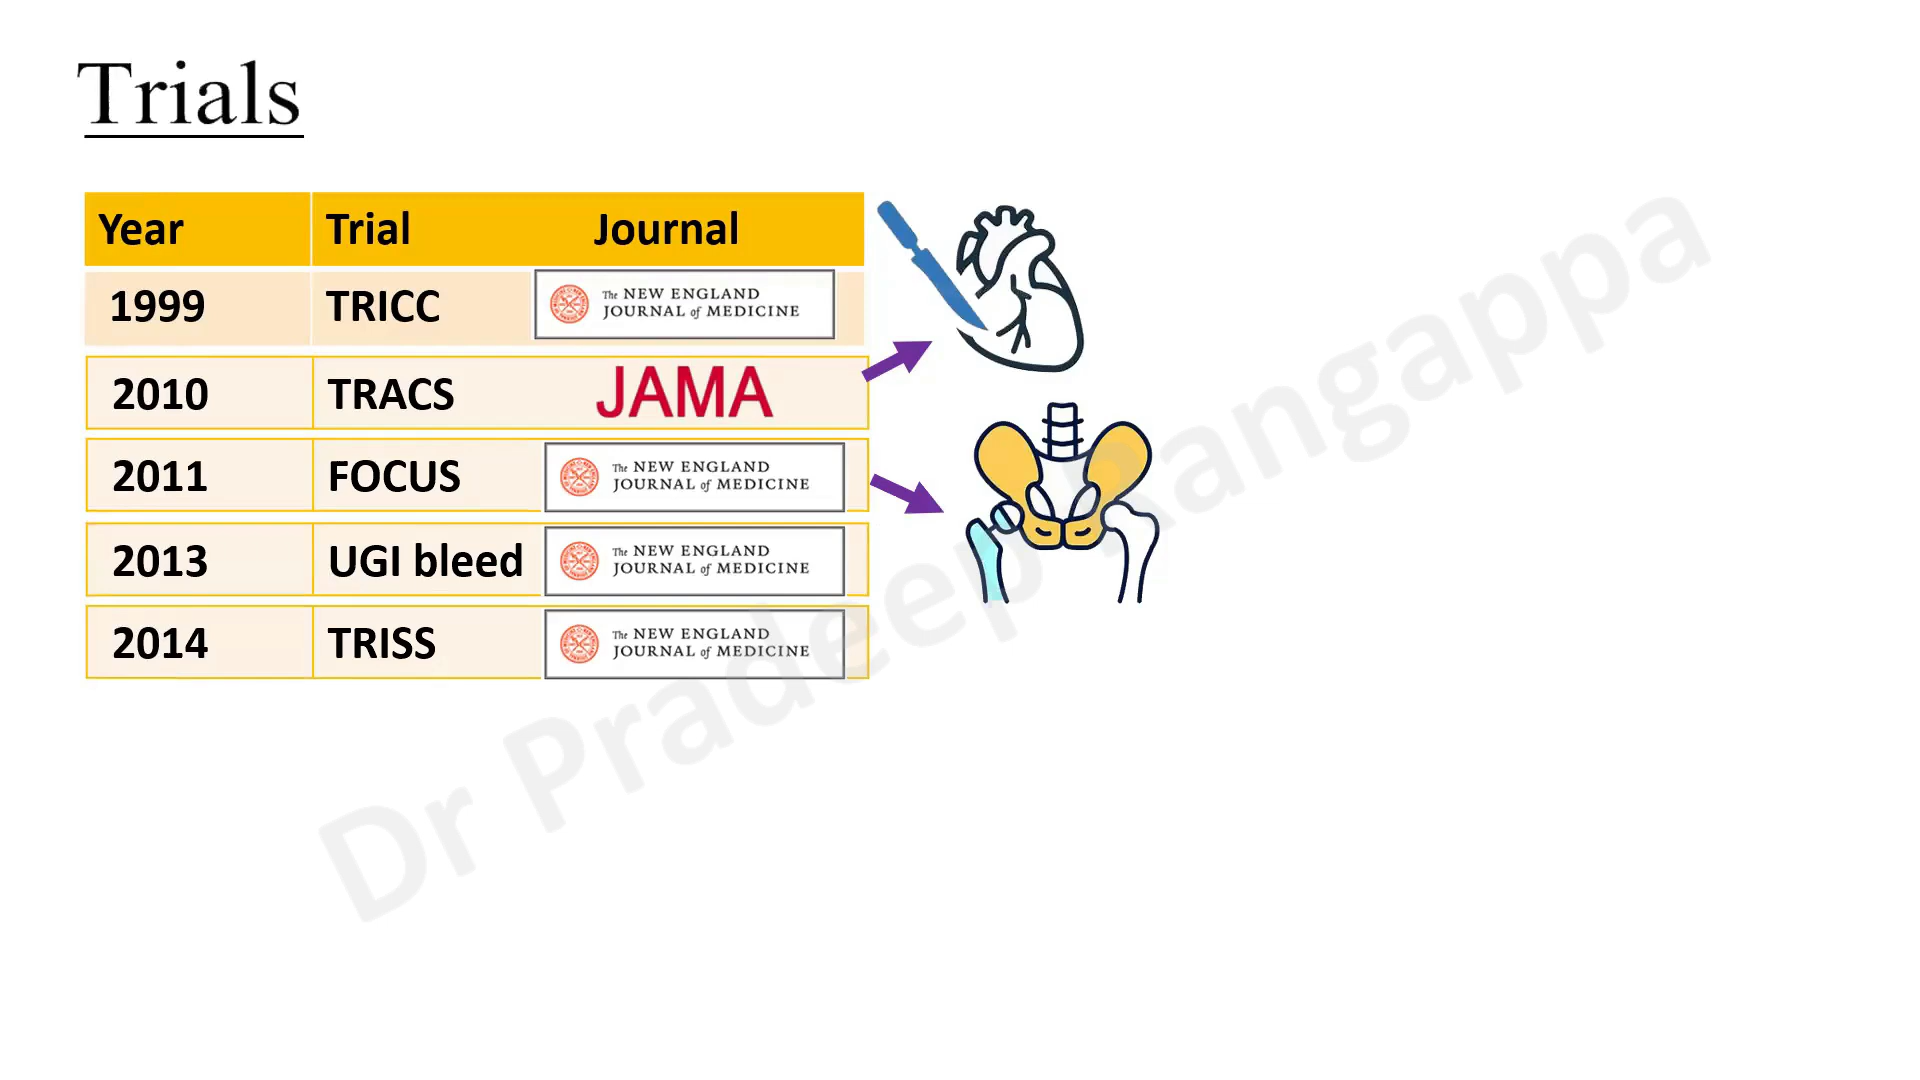 Trials
Year Trial Journal
1999 TRICC The NEW ENGLAND
JOURNAL of MEDICINE
2010 TRACS JAMA
2011 FOCUS The NEW ENGLAND
JOURNAL of MEDICINE
2013 UGI bleed The NEW ENGLAND
JOURNAL of MEDICINE
2014 TRISS The NEW ENGLAND
JOURNAL of MEDICINE
Dr Pradeep Rangappa